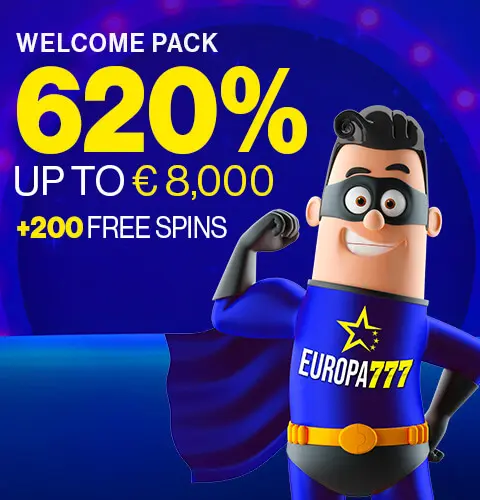 WELCOME PACK
620%
UP TO € 8,000
+200 FREE SPINS
EUROPA777